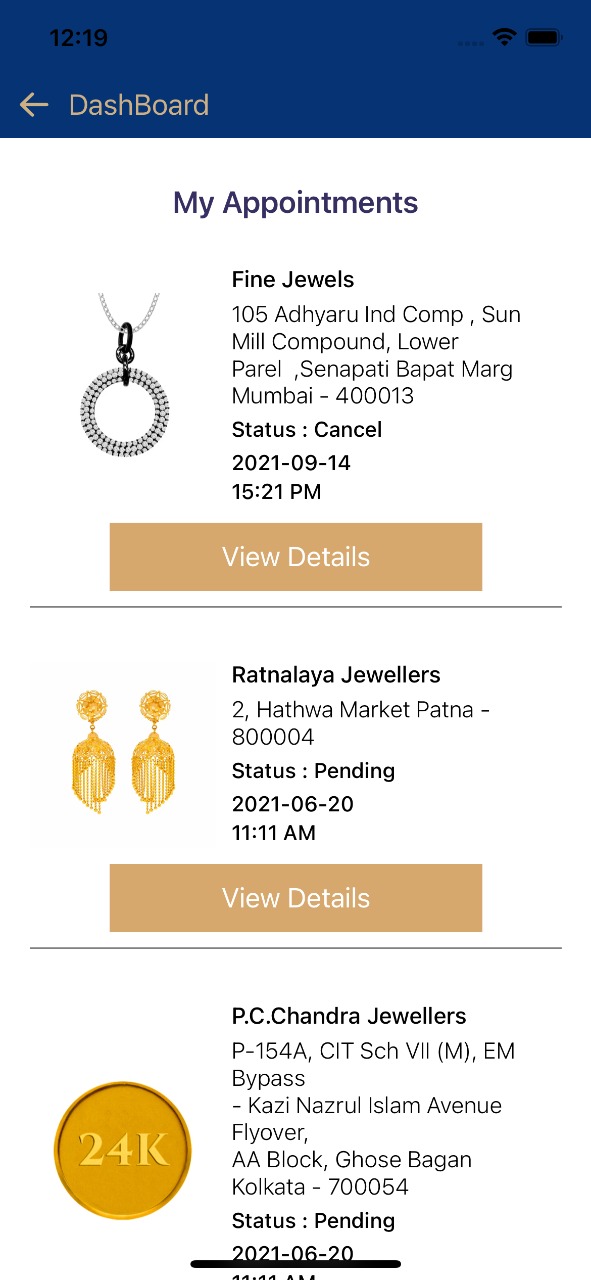 12:19
DashBoard
My Appointments
Fine Jewels
105 Adhyaru Ind Comp , Sun
Mill Compound, Lower
Parel  ,Senapati Bapat Marg
Mumbai - 400013
Status : Cancel
2021-09-14
15:21 PM
View Details
Ratnalaya Jewellers
2, Hathwa Market Patna -
800004
Status : Pending
2021-06-20
11:11 AM
View Details
P.C.Chandra Jewellers
P-154A, CIT Sch VII (M), EM
Bypass
- Kazi Nazrul Islam Avenue
Flyover,
AA Block, Ghose Bagan
Kolkata - 700054
24K
Status : Pending
2021-06-20
11:11 AM